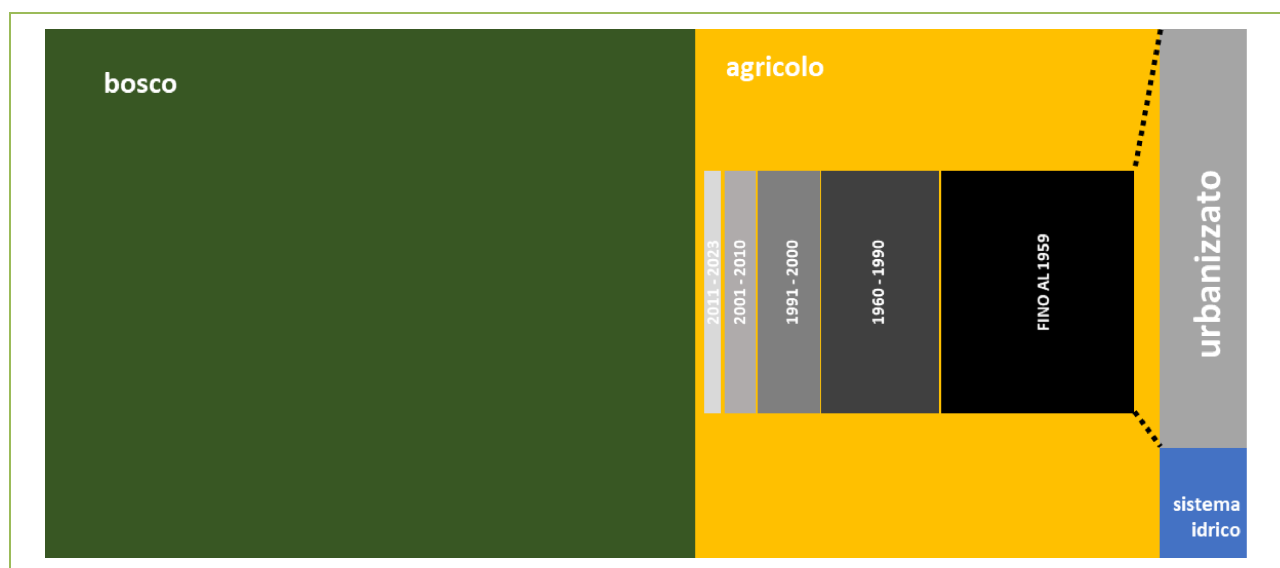 bosco
agricolo
2011 - 2023
2001 - 2010
1991 - 2000
1960 - 1990
FINO AL 1959
urbanizzato
sistema
idrico